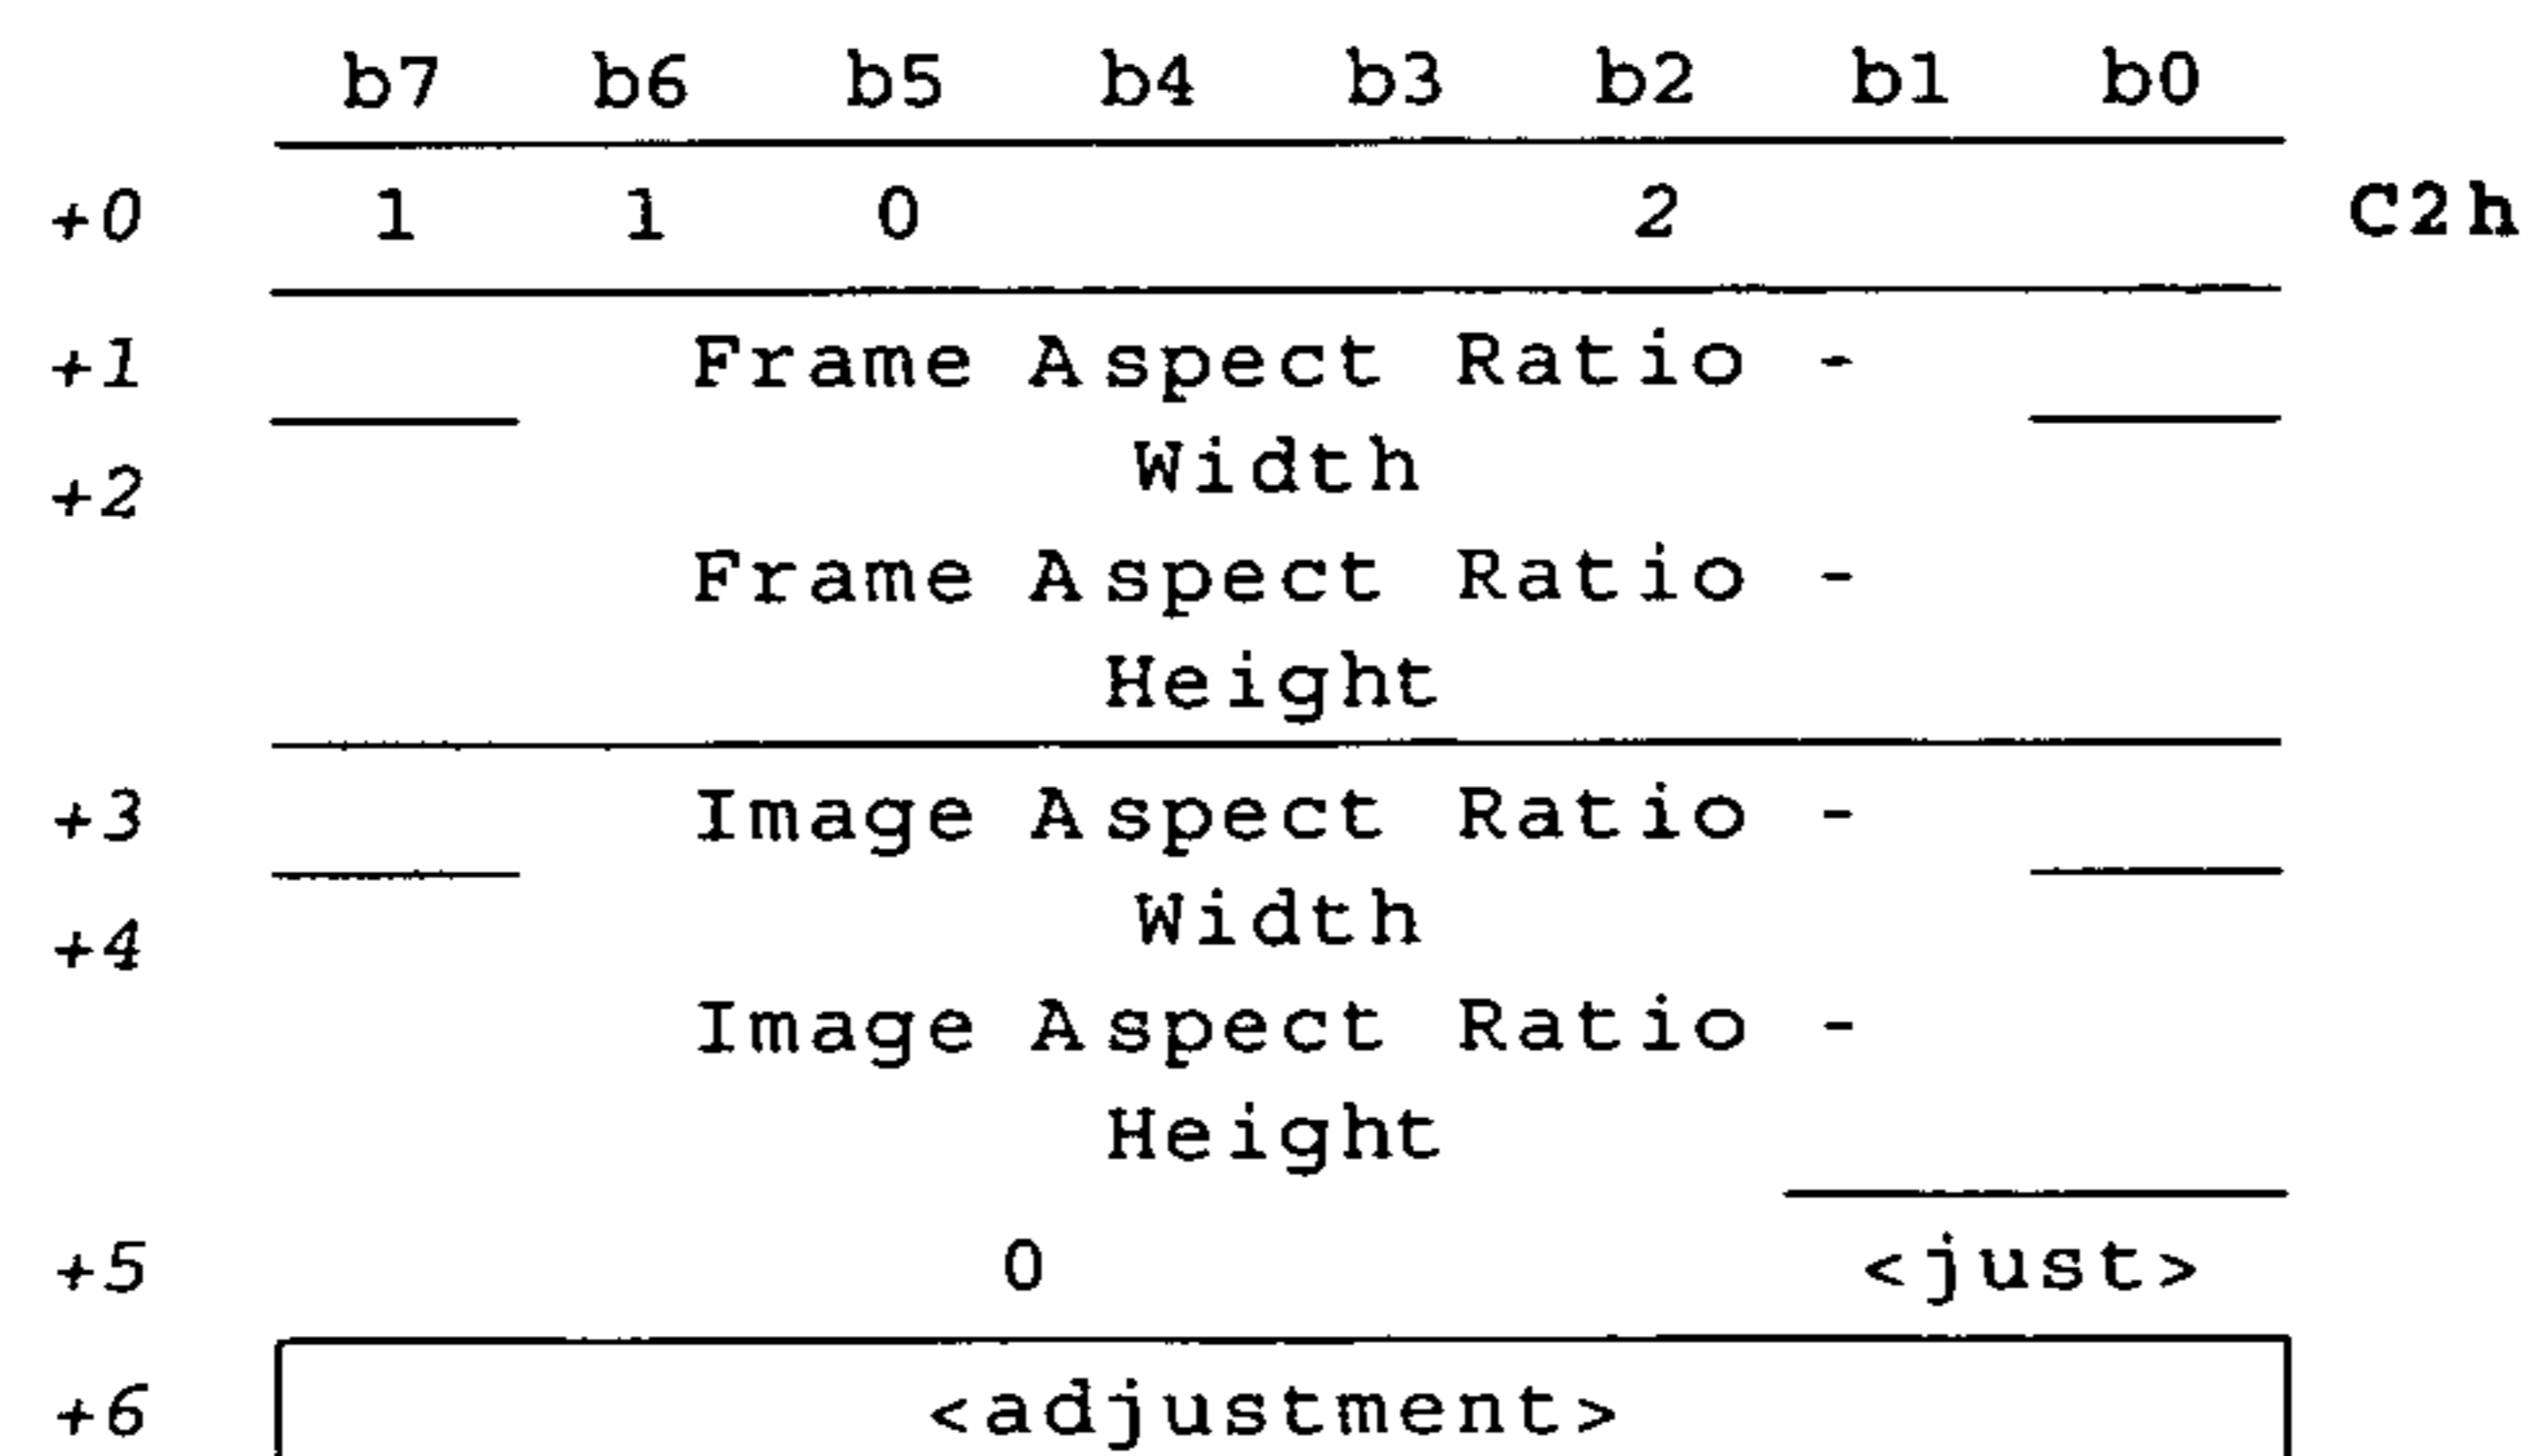 b7 b6 b5 b4 b3 b2 b1 b0
+0 1 1 0 2 C2h
+1 Frame Aspect Ratio -
Width
+2
Frame Aspect Ratio -
Height
+3 Image Aspect Ratio -
Width
+4
Image Aspect Ratio -
Height
+5 0 <just>
+6 <adjustment>